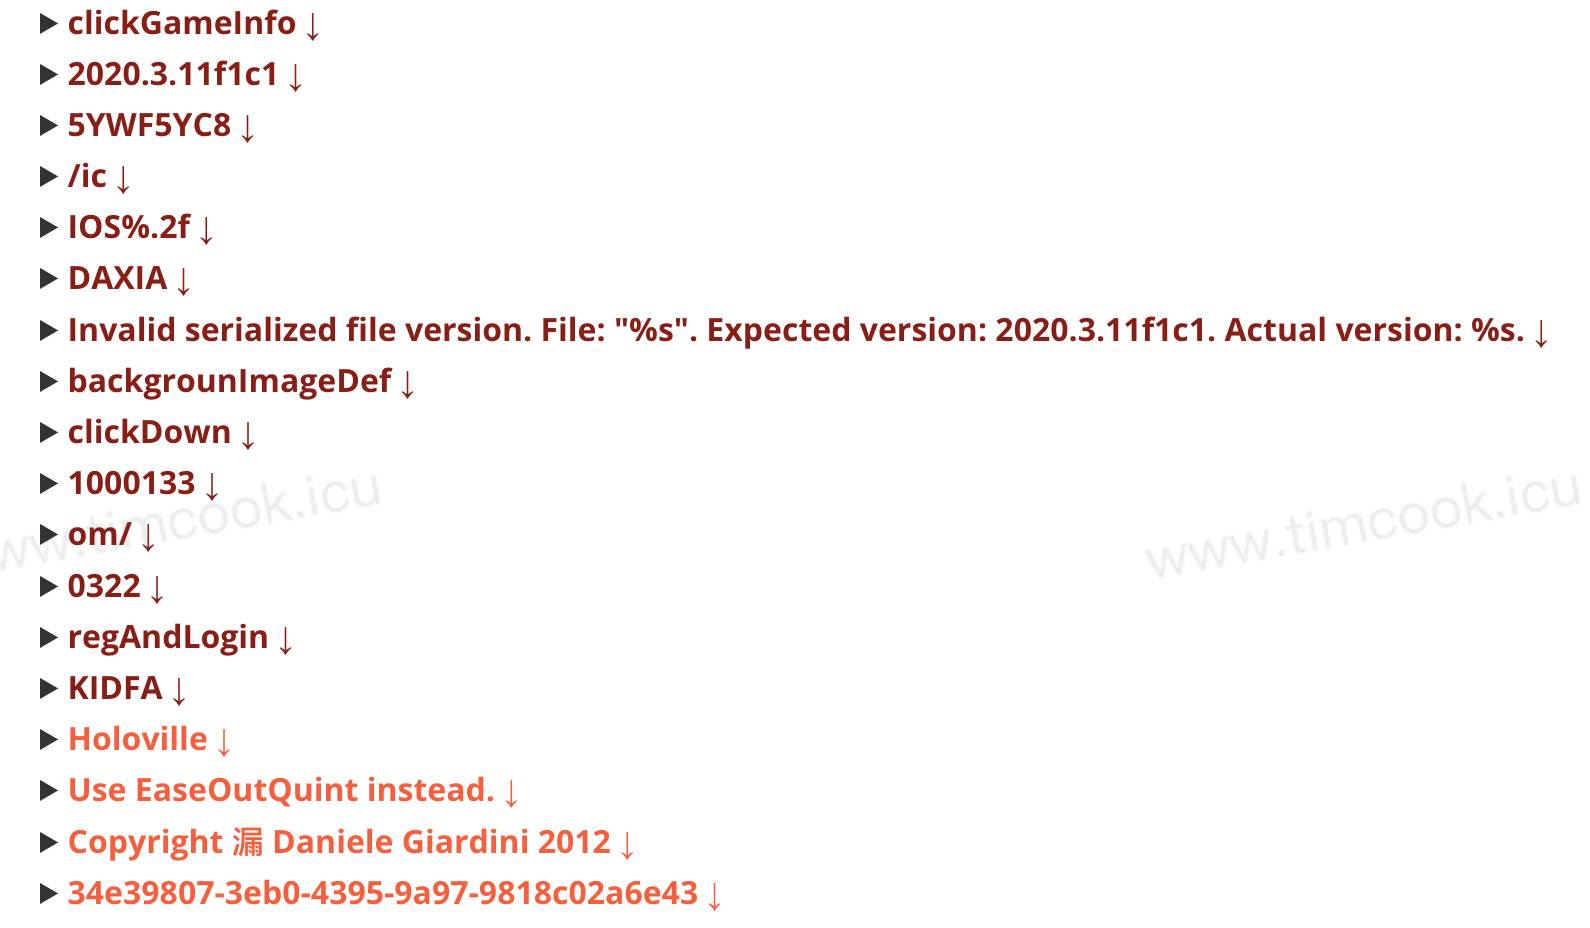 ▶ clickGameInfo ↓
▶ 2020.3.11f1c1 ↓
▶ 5YWF5YC8 ↓
▶ /ic ↓
▶ IOS%.2f ↓
▶ DAXIA ↓
▶ Invalid serialized file version. File: "%s". Expected version: 2020.3.11f1c1. Actual version: %s. ↓
▶ backgrounImageDef ↓
▶ clickDown ↓
▶ 1000133 ↓
www.timcook.icu
www.timcook.icu
▶ om/ ↓
▶ 0322 ↓
▶ regAndLogin ↓
▶ KIDFA ↓
▶ Holoville ↓
▶ Use EaseOutQuint instead. ↓
▶ Copyright 漏 Daniele Giardini 2012 ↓
▶ 34e39807-3eb0-4395-9a97-9818c02a6e43 ↓